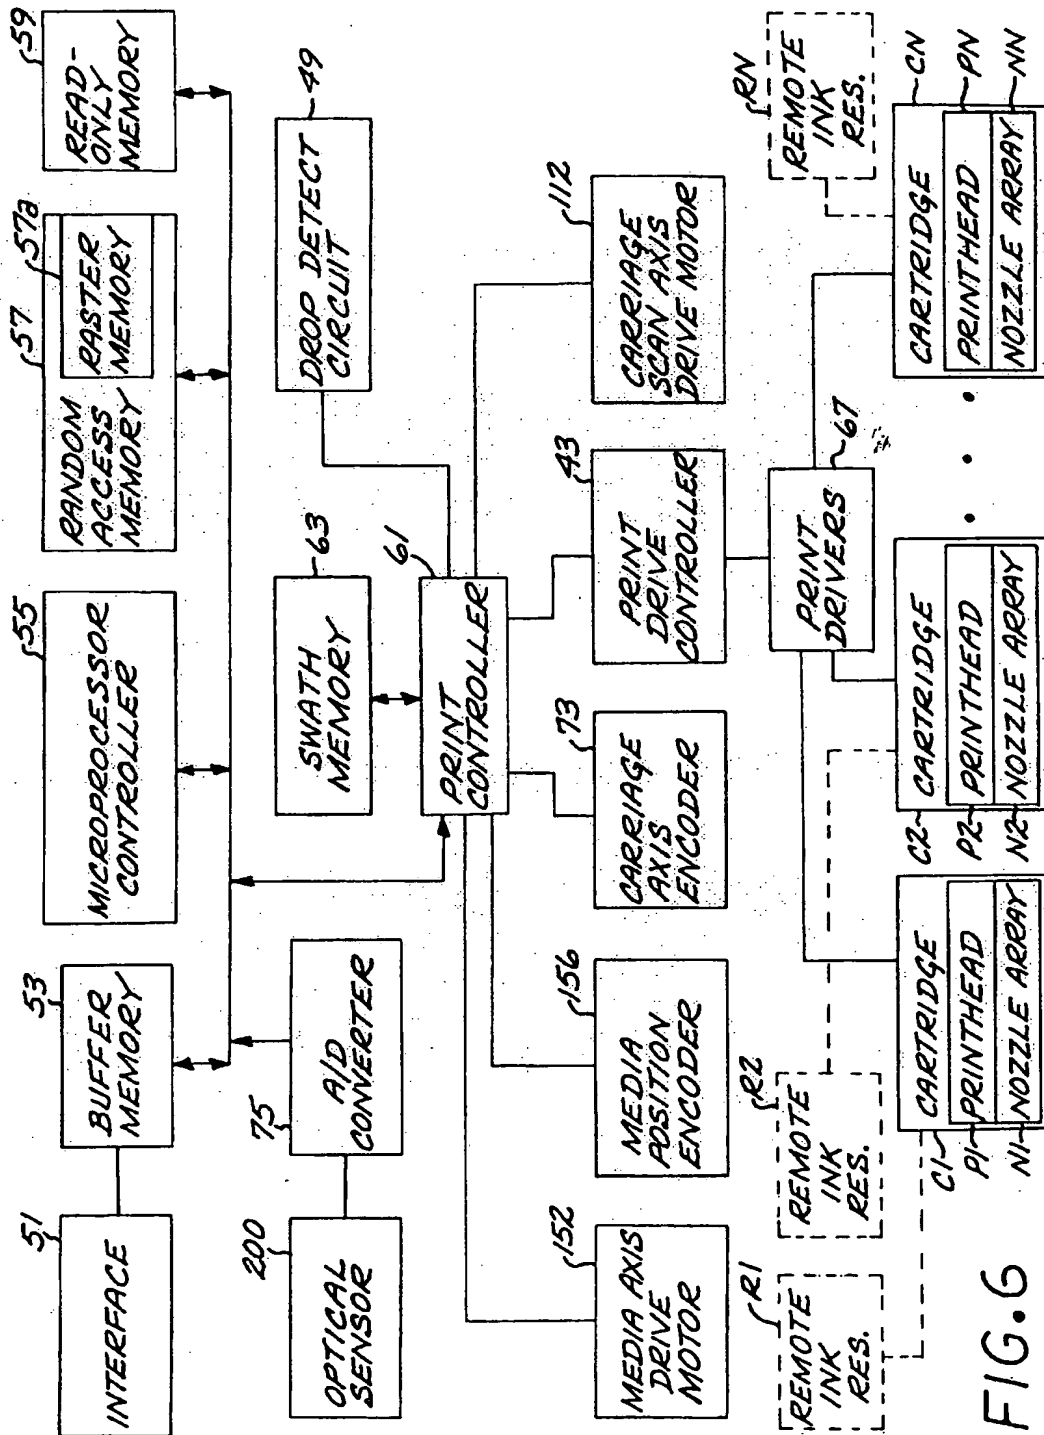 51
INTERFACE
53
BUFFER
MEMORY
55
MICROPROCESSOR
CONTROLLER
57
RANDOM
ACCESS
MEMORY
57a
RASTER
MEMORY
59
READ-
ONLY
MEMORY
200
OPTICAL
SENSOR
75
A/D
CONVERTER
63
SWATH
MEMORY
49
DROP DETECT
CIRCUIT
61
PRINT
CONTROLLER
152
MEDIA AXIS
DRIVE
MOTOR
156
MEDIA
POSITION
ENCODER
73
CARRIAGE
AXIS
ENCODER
43
PRINT
DRIVE
CONTROLLER
112
CARRIAGE
SCAN AXIS
DRIVE MOTOR
R1
REMOTE
INK
RES.
R2
REMOTE
INK
RES.
67
PRINT
DRIVERS
RN
REMOTE
INK
RES.
C1
CARTRIDGE
P1
PRINTHEAD
N1
NOZZLE ARRAY
C2
CARTRIDGE
P2
PRINTHEAD
N2
NOZZLE ARRAY
CARTRIDGE
CN
PRINTHEAD
PN
NOZZLE ARRAY
NN
FIG.6